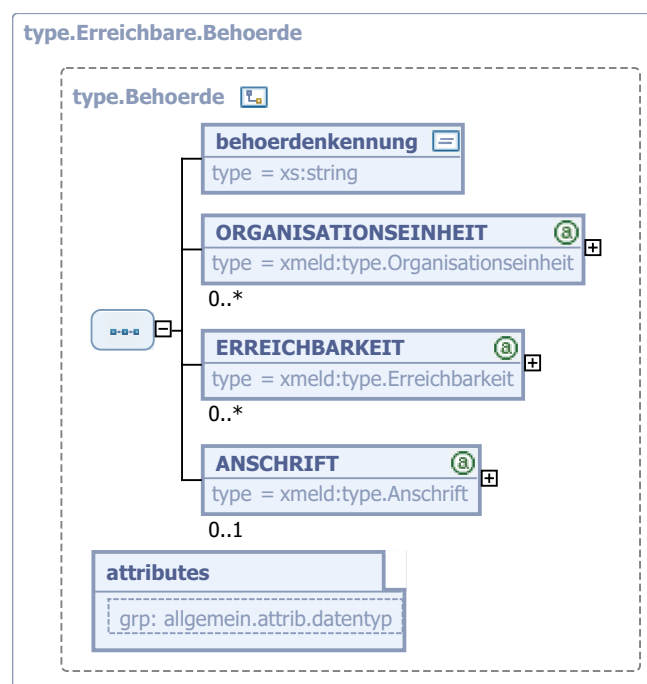 type.Erreichbare.Behoerde
type.Behoerde
behoerdenkennung
type = xs:string
ORGANISATIONSEINHEIT
type = xmeld:type.Organisationseinheit
0..*
ERREICHBARKEIT
type = xmeld:type.Erreichbarkeit
0..*
ANSCHRIFT
type = xmeld:type.Anschrift
0..1
attributes
grp: allgemein.attrib.datentyp